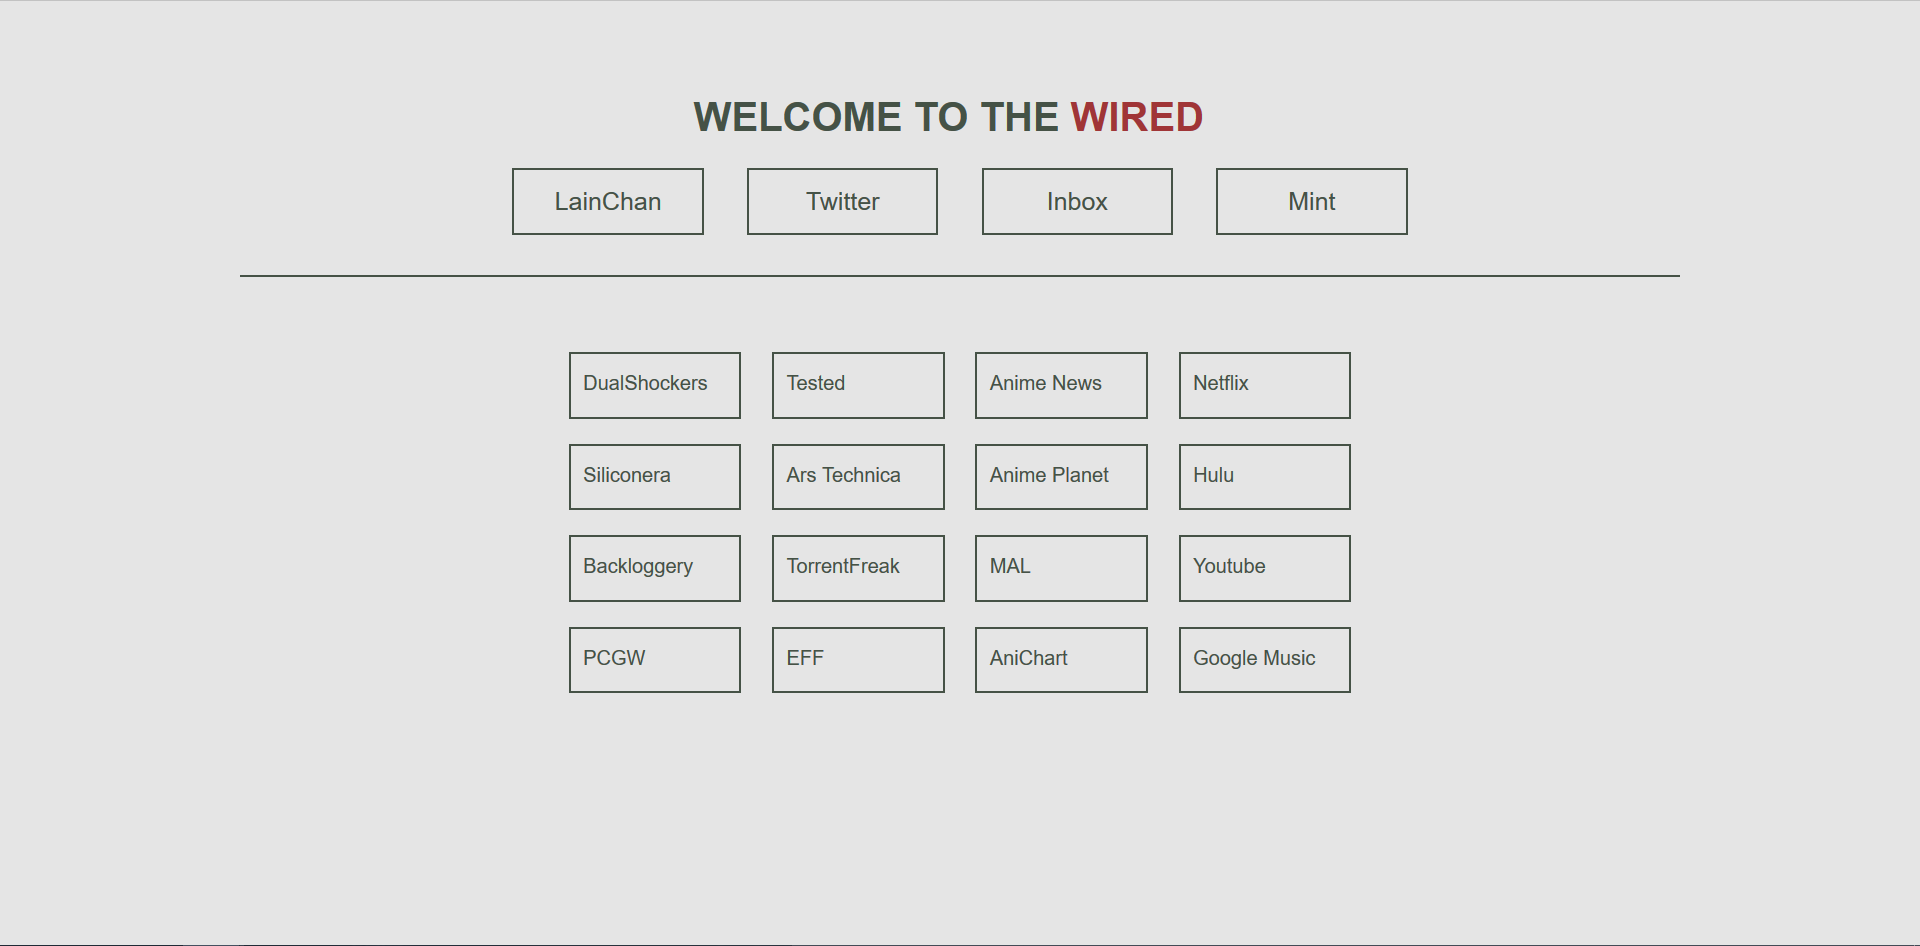 WELCOME TO THE WIRED
LainChan Twitter Inbox Mint
DualShockers Tested Anime News Netflix
Siliconera Ars Technica Anime Planet Hulu
Backloggery TorrentFreak MAL Youtube
PCGW EFF AniChart Google Music